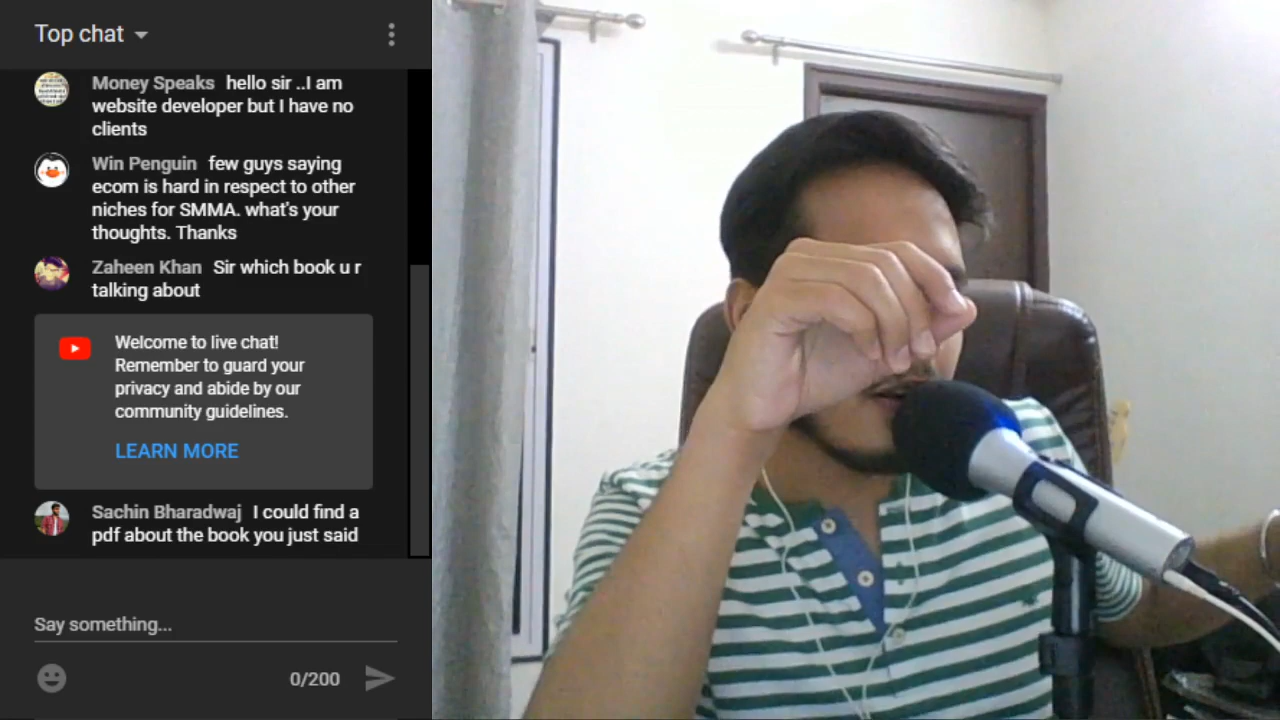 Top chat
Money Speaks hello sir ..I am
website developer but I have no
clients
Win Penguin few guys saying
ecom is hard in respect to other
niches for SMMA. what's your
thoughts. Thanks
Zaheen Khan Sir which book u r
talking about
Welcome to live chat!
Remember to guard your
privacy and abide by our
community guidelines.
LEARN MORE
Sachin Bharadwaj I could find a
pdf about the book you just said
Say something...
0/200